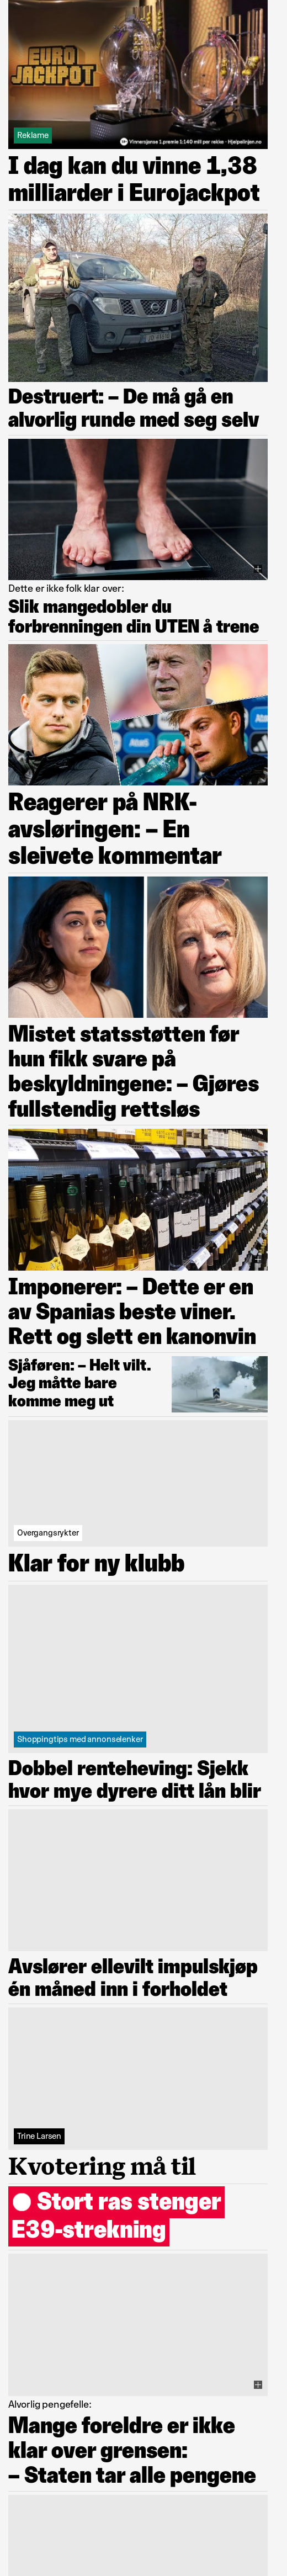 EURO
JACKPOT
Reklame
Vinnersjanse 1.premie 1:140 mill per rekke - Hjelpelinjen.no
I dag kan du vinne 1,38
milliarder i Eurojackpot
Destruert: – De må gå en
alvorlig runde med seg selv
Dette er ikke folk klar over:
Slik mangedobler du
forbrenningen din UTEN å trene
Reagerer på NRK-
avsløringen: – En
sleivete kommentar
Mistet statsstøtten før
hun fikk svare på
beskyldningene: – Gjøres
fullstendig rettsløs
Imponerer: – Dette er en
av Spanias beste viner.
Rett og slett en kanonvin
Sjåføren: – Helt vilt.
Jeg måtte bare
komme meg ut
Overgangsrykter
Klar for ny klubb
Shoppingtips med annonselenker
Dobbel renteheving: Sjekk
hvor mye dyrere ditt lån blir
Avslører ellevilt impulskjøp
én måned inn i forholdet
Trine Larsen
Kvotering må til
Stort ras stenger
E39-strekning
Alvorlig pengefelle:
Mange foreldre er ikke
klar over grensen:
– Staten tar alle pengene